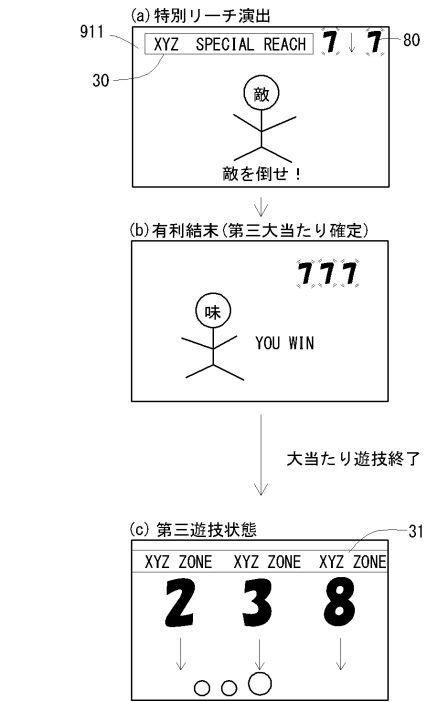 (a)特別リーチ演出
911
XYZ SPECIAL REACH
7 ↓ 7
80
30
敵
敵を倒せ！
(b)有利結末(第三大当たり確定)
777
味
YOU WIN
大当たり遊技終了
(c) 第三遊技状態
31
XYZ ZONE XYZ ZONE XYZ ZONE
2 3 8